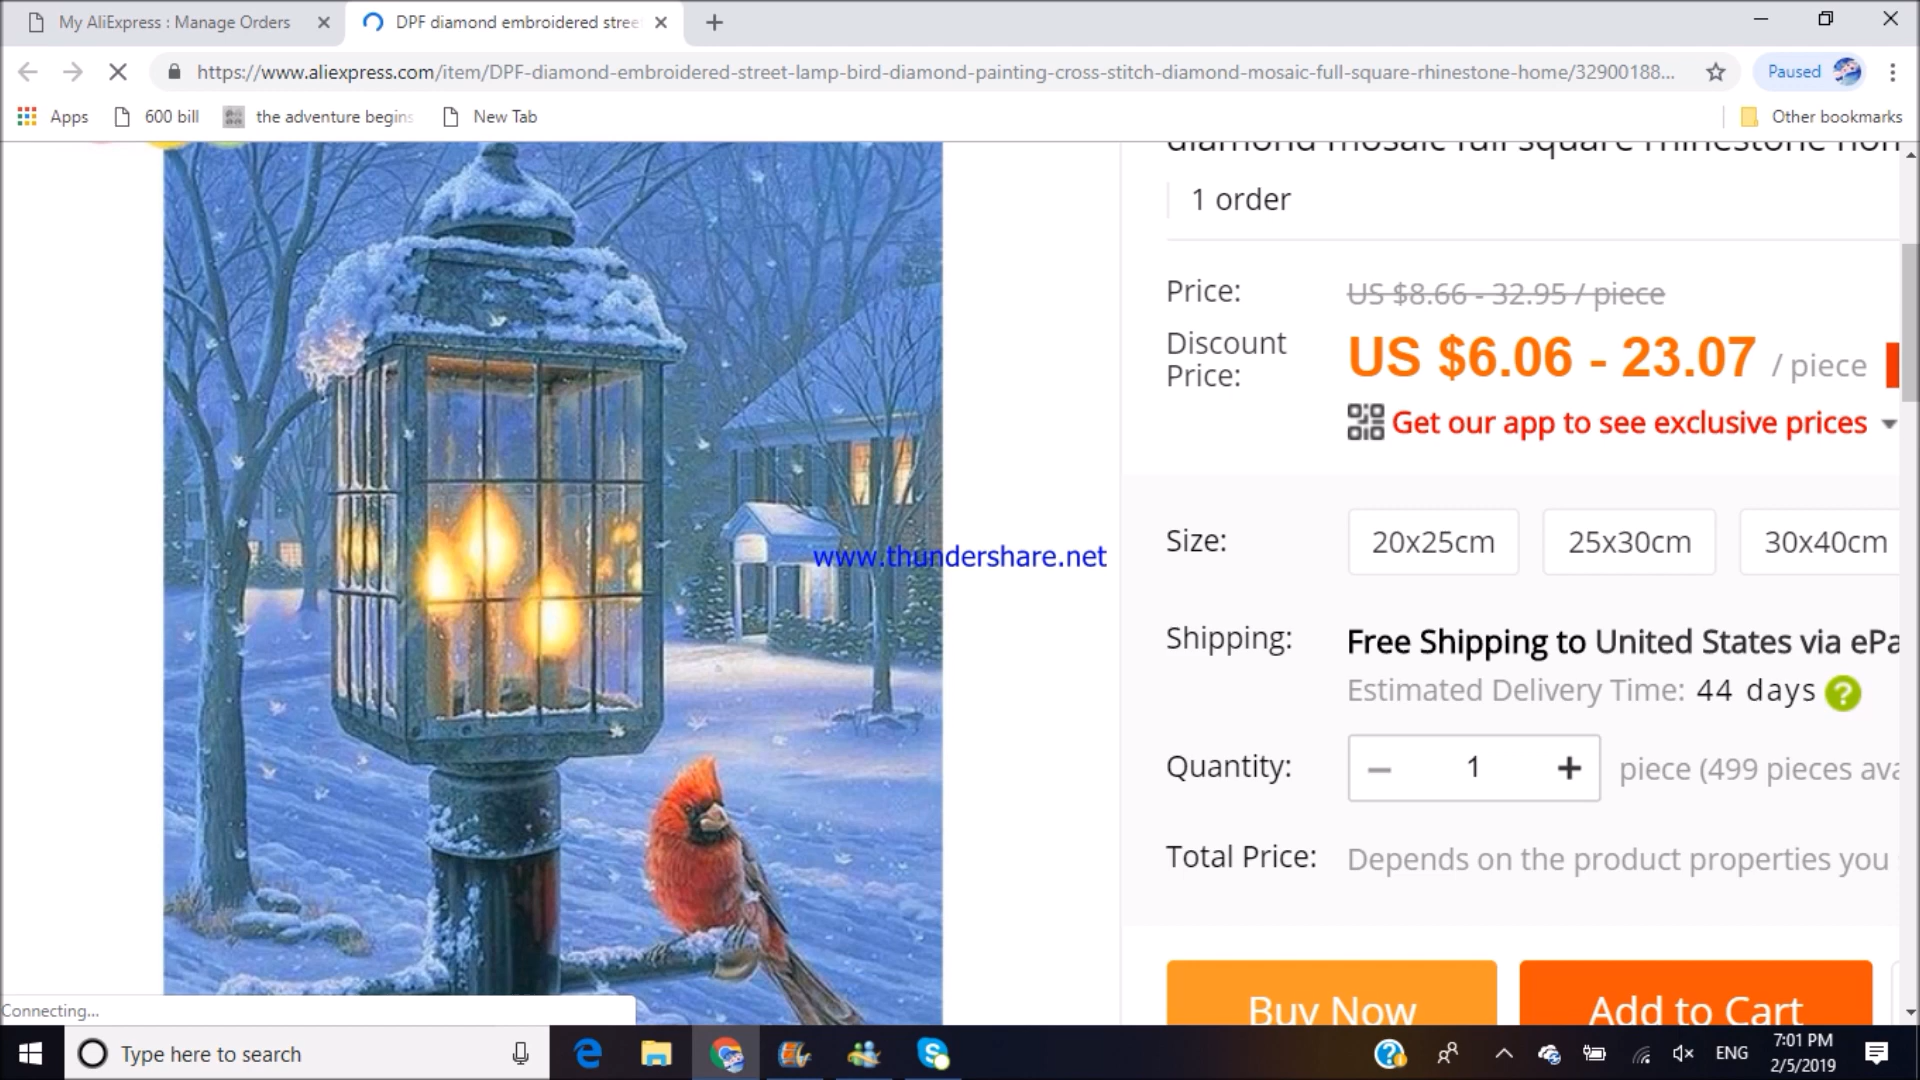 My AliExpress : Manage Orders
DPF diamond embroidered stree
https://www.aliexpress.com/item/DPF-diamond-embroidered-street-lamp-bird-diamond-painting-cross-stitch-diamond-mosaic-full-square-rhinestone-home/32900188...
Paused
Apps
600 bill
the adventure begins
New Tab
Other bookmarks
diamond mosaic full square rhinestone hom
1 order
Price:
US $8.66 - 32.95 / piece
Discount
Price:
US $6.06 - 23.07 / piece
Get our app to see exclusive prices
Size:
20x25cm
25x30cm
30x40cm
www.thundershare.net
Shipping:
Free Shipping to United States via ePa
Estimated Delivery Time: 44 days
Quantity:
1
piece (499 pieces ava
Total Price:
Depends on the product properties you
Buy Now
Add to Cart
Connecting...
Type here to search
ENG
7:01 PM
2/5/2019